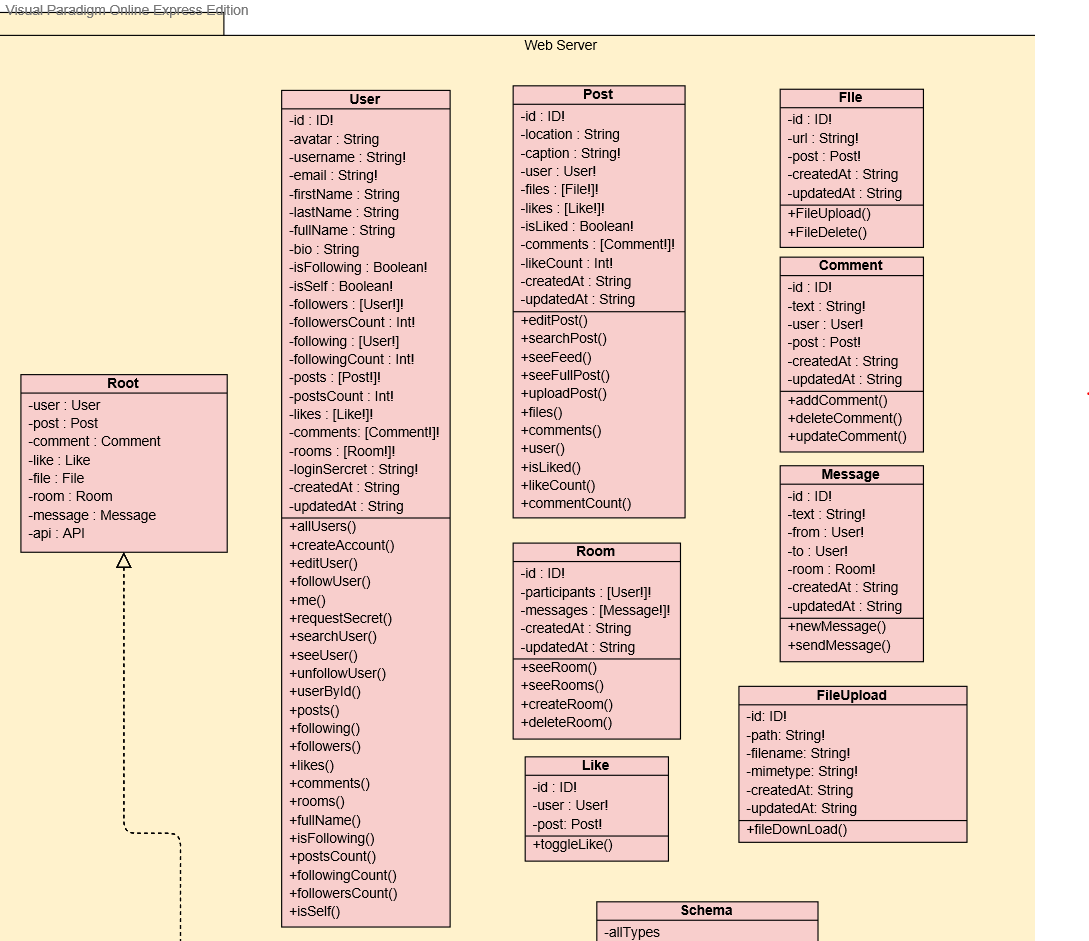 Visual Paradigm Online Express Edition
Web Server
Root
-user : User
-post : Post
-comment : Comment
-like : Like
-file : File
-room : Room
-message : Message
-api : API
User
-id : ID!
-avatar : String
-username : String!
-email : String!
-firstName : String
-lastName : String
-fullName : String
-bio : String
-isFollowing : Boolean!
-isSelf : Boolean!
-followers : [User!]!
-followersCount : Int!
-following : [User!]
-followingCount : Int!
-posts : [Post!]!
-postsCount : Int!
-likes : [Like!]!
-comments: [Comment!]!
-rooms : [Room!]!
-loginSercret : String!
-createdAt : String
-updatedAt : String
+allUsers()
+createAccount()
+editUser()
+followUser()
+me()
+requestSecret()
+searchUser()
+seeUser()
+unfollowUser()
+userById()
+posts()
+following()
+followers()
+likes()
+comments()
+rooms()
+fullName()
+isFollowing()
+postsCount()
+followingCount()
+followersCount()
+isSelf()
Post
-id : ID!
-location : String
-caption : String!
-user : User!
-files : [File!]!
-likes : [Like!]!
-isLiked : Boolean!
-comments : [Comment!]!
-likeCount : Int!
-createdAt : String
-updatedAt : String
+editPost()
+searchPost()
+seeFeed()
+seeFullPost()
+uploadPost()
+files()
+comments()
+user()
+isLiked()
+likeCount()
+commentCount()
Room
-id : ID!
-participants : [User!]!
-messages : [Message!]!
-createdAt : String
-updatedAt : String
+seeRoom()
+seeRooms()
+createRoom()
+deleteRoom()
Like
-id : ID!
-user : User!
-post: Post!
+toggleLike()
File
-id : ID!
-url : String!
-post : Post!
-createdAt : String
-updatedAt : String
+FileUpload()
+FileDelete()
Comment
-id : ID!
-text : String!
-user : User!
-post : Post!
-createdAt : String
-updatedAt : String
+addComment()
+deleteComment()
+updateComment()
Message
-id : ID!
-text : String!
-from : User!
-to : User!
-room : Room!
-createdAt : String
-updatedAt : String
+newMessage()
+sendMessage()
FileUpload
-id: ID!
-path: String!
-filename: String!
-mimetype: String!
-createdAt: String
-updatedAt: String
+fileDownLoad()
Schema
-allTypes